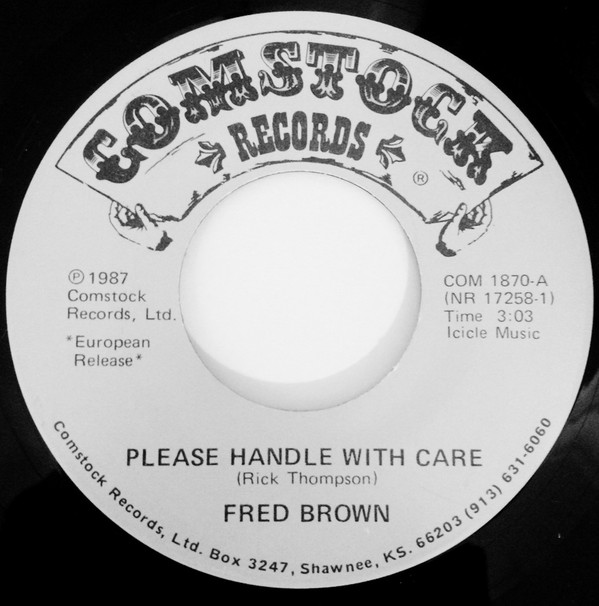 COMSTOCK
RECORDS
®
℗ 1987
Comstock
Records, Ltd.
*European
Release*
COM 1870-A
(NR 17258-1)
Time 3:03
Icicle Music
PLEASE HANDLE WITH CARE
(Rick Thompson)
FRED BROWN
Comstock Records, Ltd. Box 3247, Shawnee, KS. 66203 (913) 631-6060